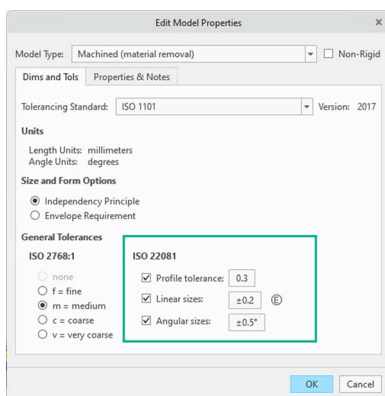 Edit Model Properties
Model Type: Machined (material removal) Non-Rigid
Dims and Tols Properties & Notes
Tolerancing Standard: ISO 1101 Version: 2017
Units
Length Units: millimeters
Angle Units: degrees
Size and Form Options
Independency Principle
Envelope Requirement
General Tolerances
ISO 2768:1
none
f = fine
m = medium
c = coarse
v = very coarse
ISO 22081
Profile tolerance: 0.3
Linear sizes: ±0.2 Ⓔ
Angular sizes: ±0.5°
OK Cancel